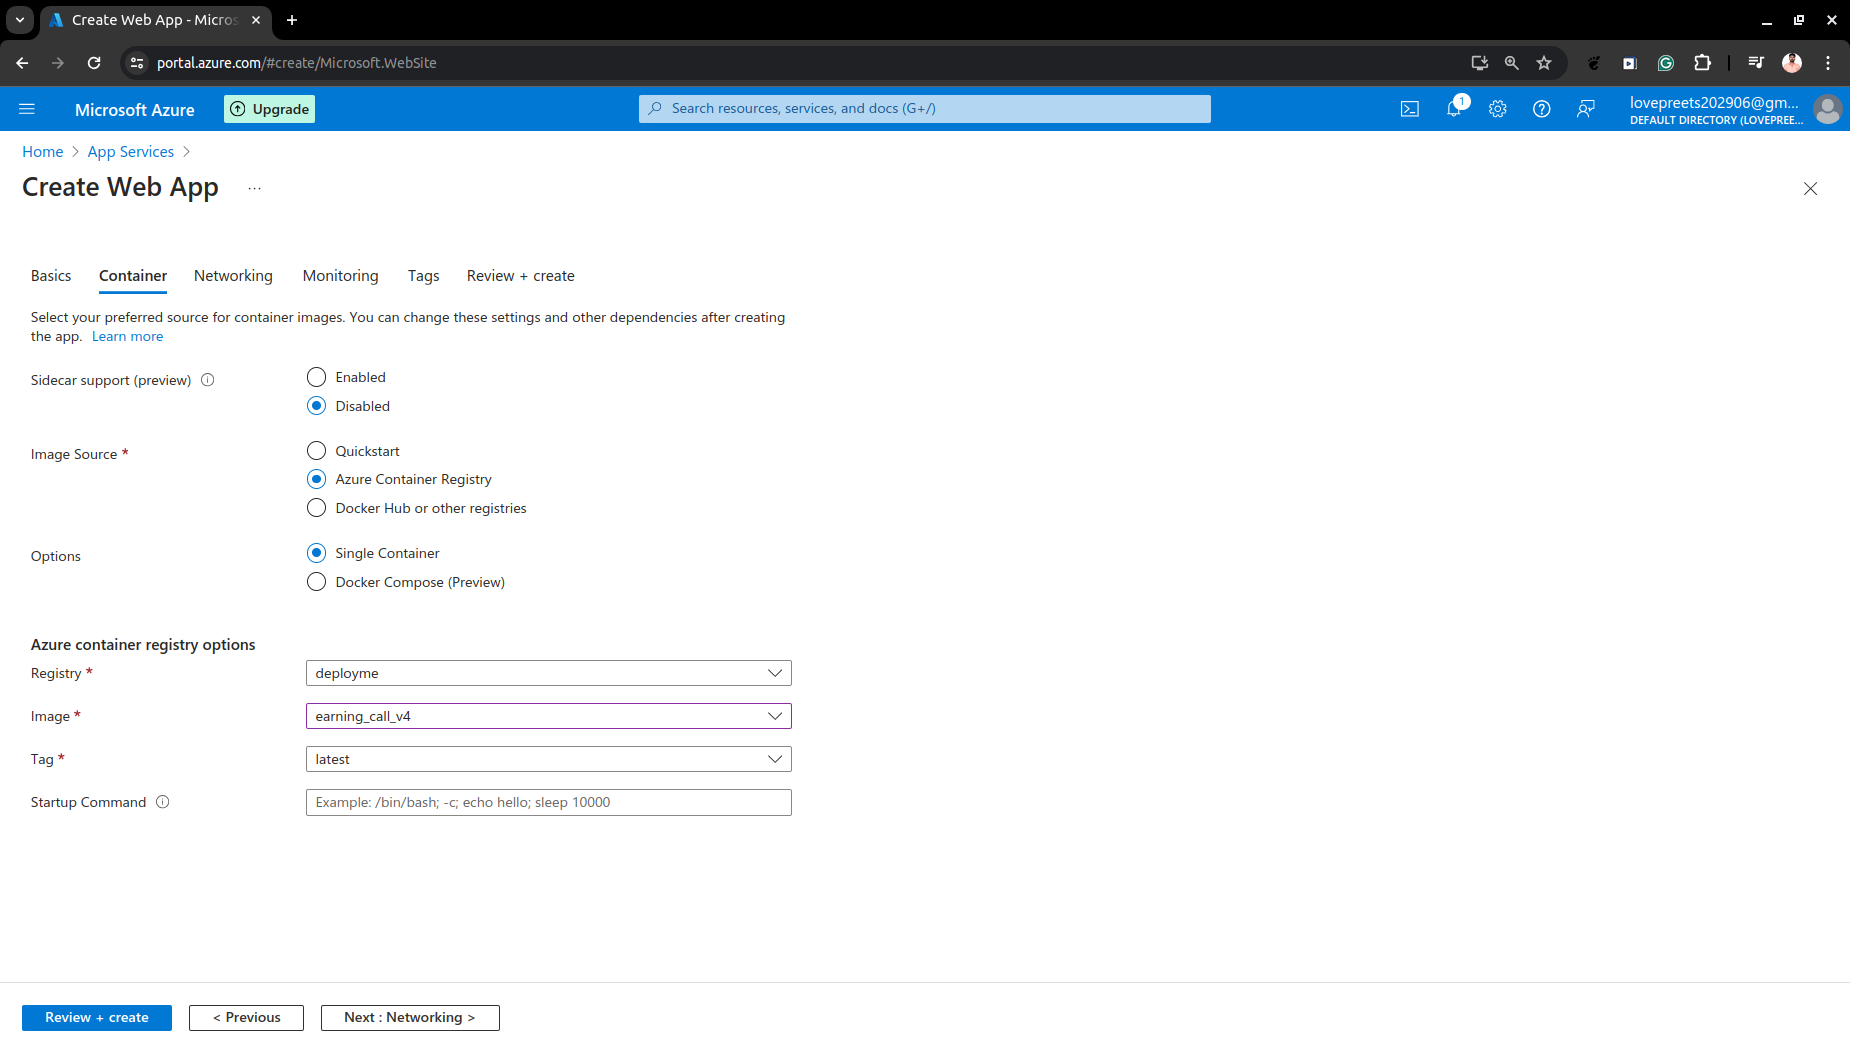 Create Web App - Micros
portal.azure.com/#create/Microsoft.WebSite
Microsoft Azure
Upgrade
Search resources, services, and docs (G+/)
1
lovepreets202906@gm...
DEFAULT DIRECTORY (LOVEPREE...
Home > App Services >
Create Web App ...
Basics Container Networking Monitoring Tags Review + create
Select your preferred source for container images. You can change these settings and other dependencies after creating
the app. Learn more
Sidecar support (preview)
Enabled
Disabled
Image Source *
Quickstart
Azure Container Registry
Docker Hub or other registries
Options
Single Container
Docker Compose (Preview)
Azure container registry options
Registry *
deployme
Image *
earning_call_v4
Tag *
latest
Startup Command
Example: /bin/bash; -c; echo hello; sleep 10000
Review + create
< Previous
Next : Networking >